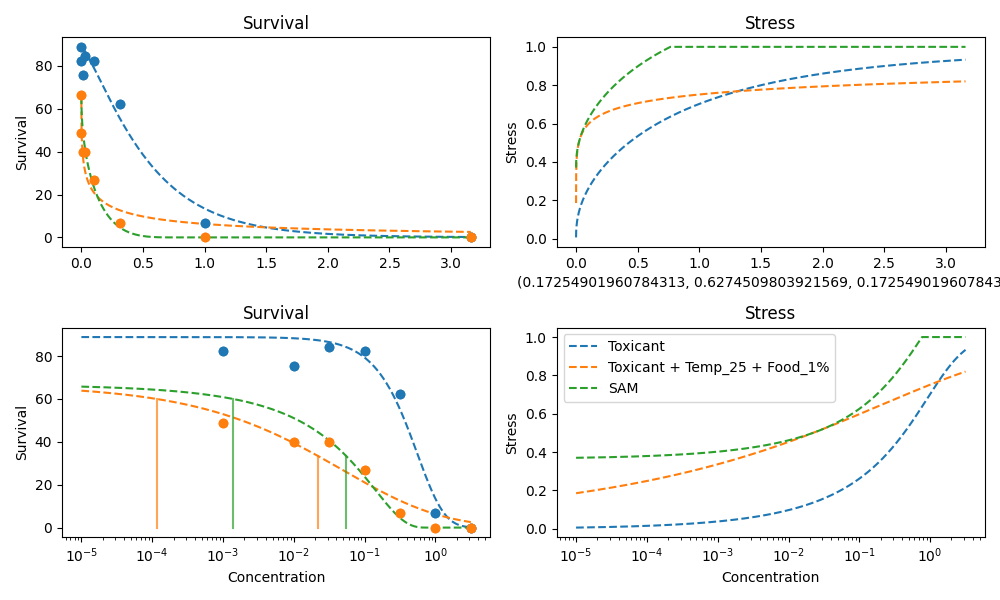 Survival
Survival
0 20 40 60 80
0.0 0.5 1.0 1.5 2.0 2.5 3.0
Stress
Stress
0.0 0.2 0.4 0.6 0.8 1.0
0.0 0.5 1.0 1.5 2.0 2.5 3.0
(0.17254901960784313, 0.6274509803921569, 0.172549019607843
Survival
Survival
0 20 40 60 80
10⁻⁵ 10⁻⁴ 10⁻³ 10⁻² 10⁻¹ 10⁰
Concentration
Stress
Stress
0.0 0.2 0.4 0.6 0.8 1.0
Toxicant
Toxicant + Temp_25 + Food_1%
SAM
10⁻⁵ 10⁻⁴ 10⁻³ 10⁻² 10⁻¹ 10⁰
Concentration